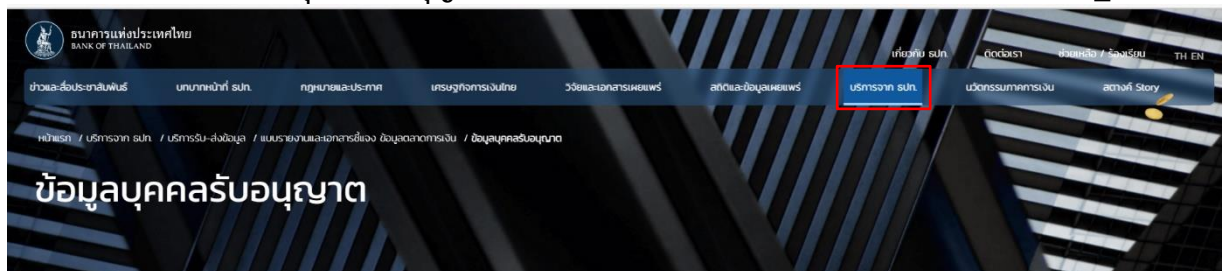 ธนาคารแห่งประเทศไทย
BANK OF THAILAND
เกี่ยวกับ ธปท. ติดต่อเรา ช่วยเหลือ / ร้องเรียน TH EN
ข่าวและสื่อประชาสัมพันธ์ บทบาทหน้าที่ ธปท. กฎหมายและประกาศ เศรษฐกิจการเงินไทย วิจัยและเอกสารเผยแพร่ สถิติและข้อมูลเผยแพร่ บริการจาก ธปท. นวัตกรรมภาคการเงิน สตางค์ Story
หน้าแรก / บริการจาก ธปท. / บริการรับ-ส่งข้อมูล / แบบรายงานและเอกสารชี้แจง ข้อมูลตลาดการเงิน / ข้อมูลบุคคลรับอนุญาต
ข้อมูลบุคคลรับอนุญาต